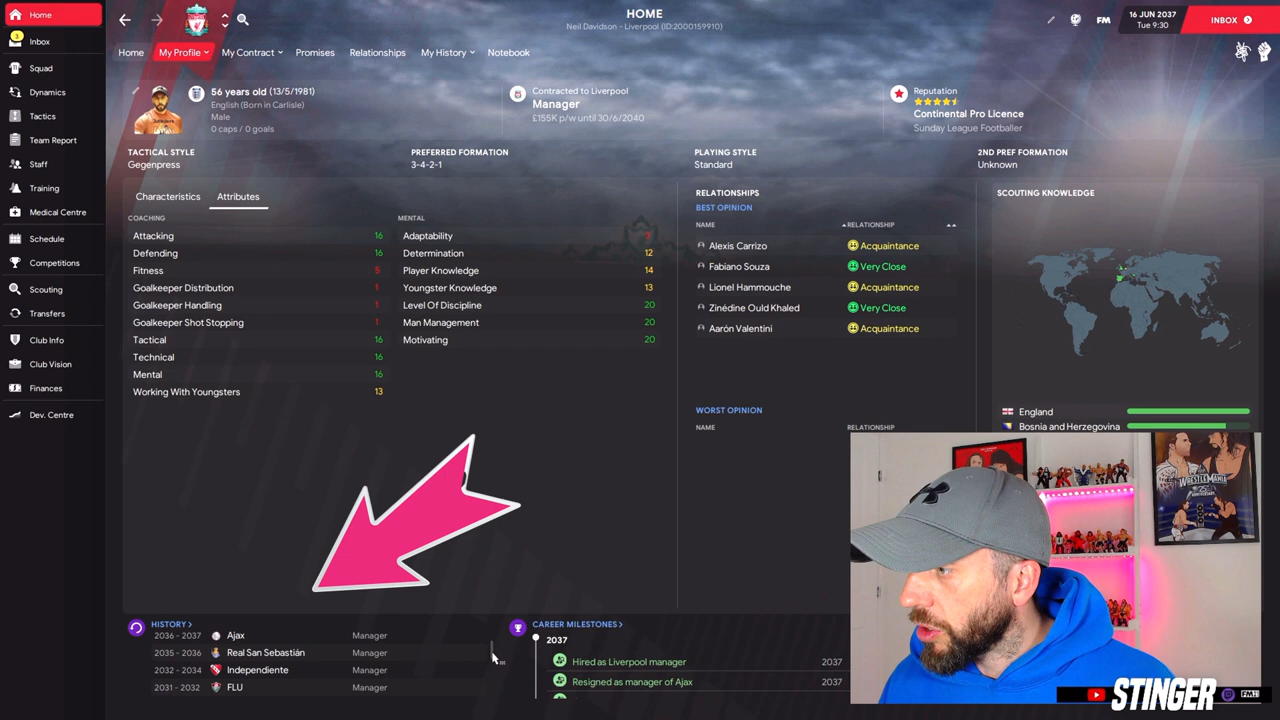 Home
3
Inbox
Squad
Dynamics
Tactics
Team Report
Staff
Training
Medical Centre
Schedule
Competitions
Scouting
Transfers
Club Info
Club Vision
Finances
Dev. Centre
HOME
Neil Davidson - Liverpool (ID:2000159910)
FM
16 JUN 2037
Tue 9:30
INBOX
Home
My Profile
My Contract
Promises
Relationships
My History
Notebook
56 years old (13/5/1981)
English (Born in Carlisle)
Male
0 caps / 0 goals
Contracted to Liverpool
Manager
£155K p/w until 30/6/2040
Reputation
Continental Pro Licence
Sunday League Footballer
TACTICAL STYLE
Gegenpress
PREFERRED FORMATION
3-4-2-1
PLAYING STYLE
Standard
2ND PREF FORMATION
Unknown
Characteristics
Attributes
COACHING
Attacking 16
Defending 16
Fitness 5
Goalkeeper Distribution 1
Goalkeeper Handling 1
Goalkeeper Shot Stopping 1
Tactical 16
Technical 16
Mental 16
Working With Youngsters 13
MENTAL
Adaptability
Determination 12
Player Knowledge 14
Youngster Knowledge 13
Level Of Discipline 20
Man Management 20
Motivating 20
RELATIONSHIPS
BEST OPINION
NAME RELATIONSHIP
Alexis Carrizo Acquaintance
Fabiano Souza Very Close
Lionel Hammouche Acquaintance
Zinédine Ould Khaled Very Close
Aarón Valentini Acquaintance
WORST OPINION
NAME RELATIONSHIP
SCOUTING KNOWLEDGE
England
Bosnia and Herzegovina
HISTORY >
2036 - 2037 Ajax Manager
2035 - 2036 Real San Sebastián Manager
2032 - 2034 Independiente Manager
2031 - 2032 FLU Manager
CAREER MILESTONES >
2037
Hired as Liverpool manager 2037
Resigned as manager of Ajax 2037
WRESTLEMANIA
STINGER
FM